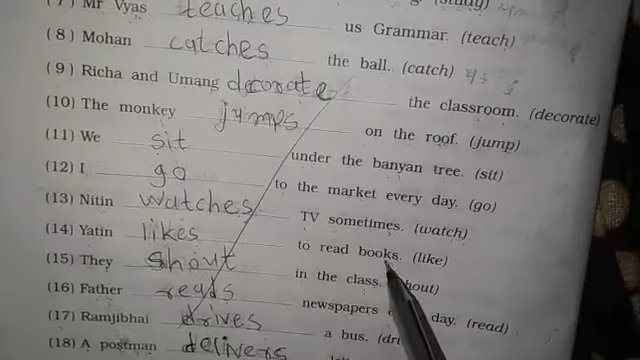 (7) Mr Vyas teaches us Grammar. (teach)
(8) Mohan catches the ball. (catch)
(9) Richa and Umang decorate the classroom. (decorate)
(10) The monkey jumps on the roof. (jump)
(11) We sit under the banyan tree. (sit)
(12) I go to the market every day. (go)
(13) Nitin watches TV sometimes. (watch)
(14) Yatin likes to read books. (like)
(15) They shout in the class. hout)
(16) Father reads newspapers day. (read)
(17) Ramjibhai drives a bus.
(18) A postman delivers